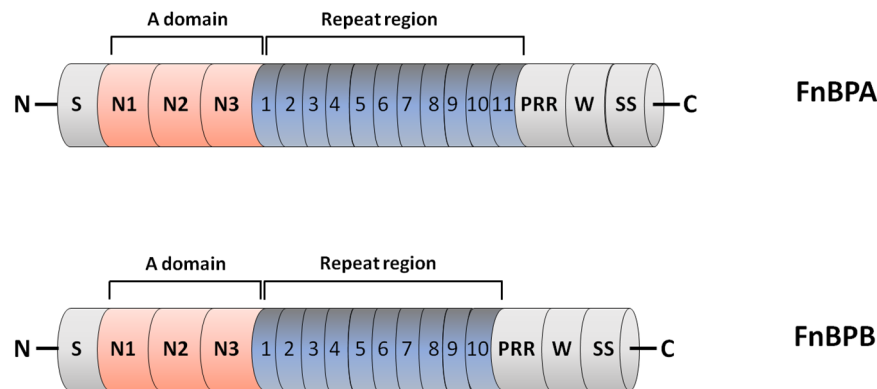 A domain Repeat region
N S N1 N2 N3 1 2 3 4 5 6 7 8 9 10 11 PRR W SS C FnBPA
A domain Repeat region
N S N1 N2 N3 1 2 3 4 5 6 7 8 9 10 PRR W SS C FnBPB